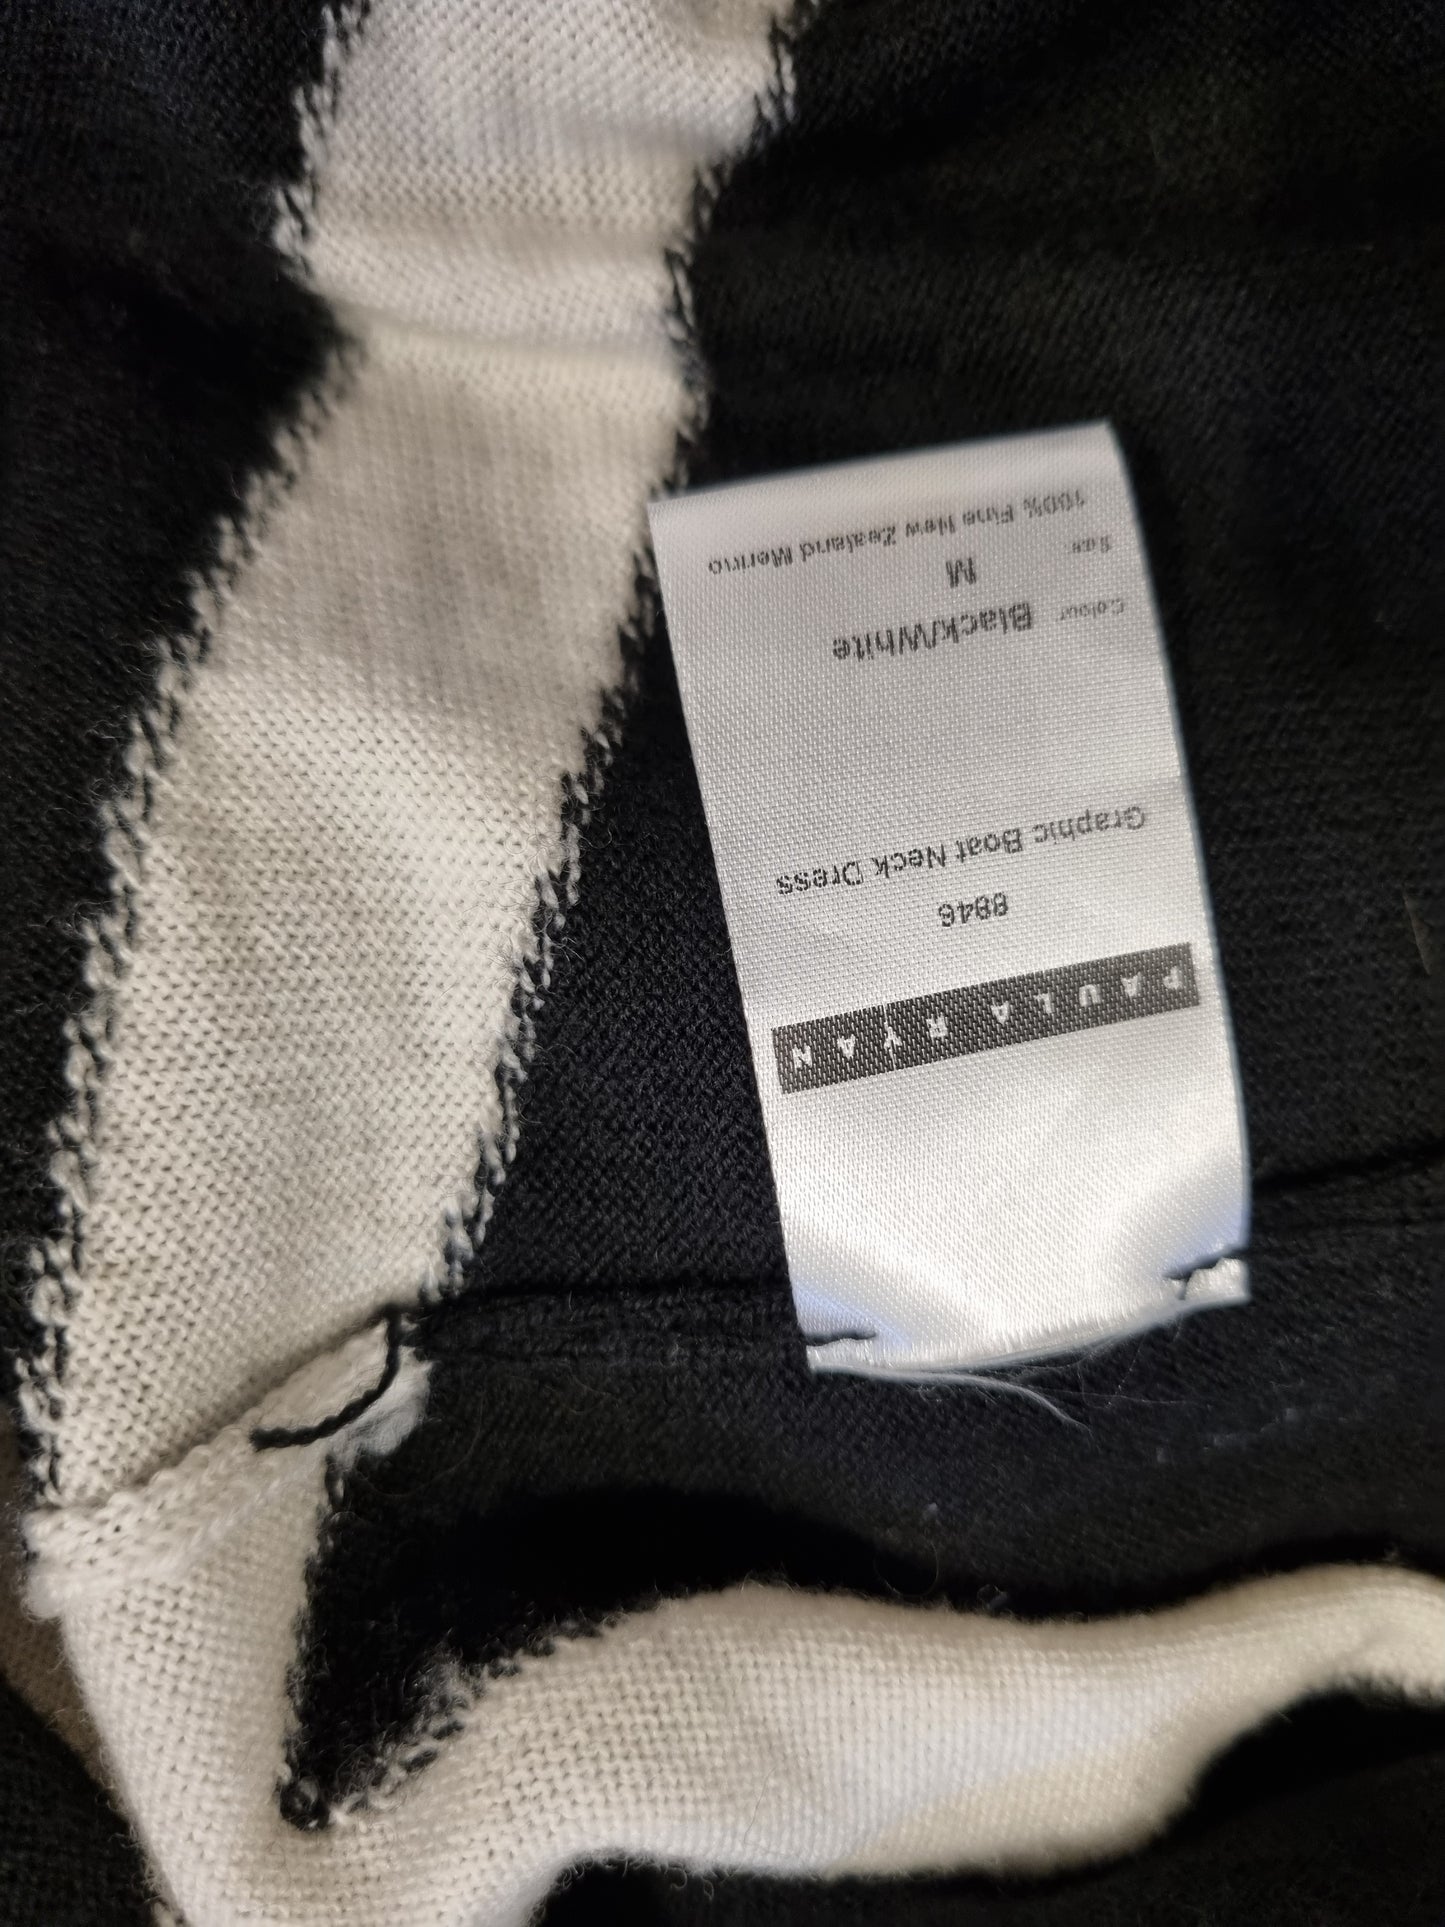 PAULA RYAN
8846
Graphic Boat Neck Dress
Colour Black/White
Size M
100% Fine New Zealand Merino